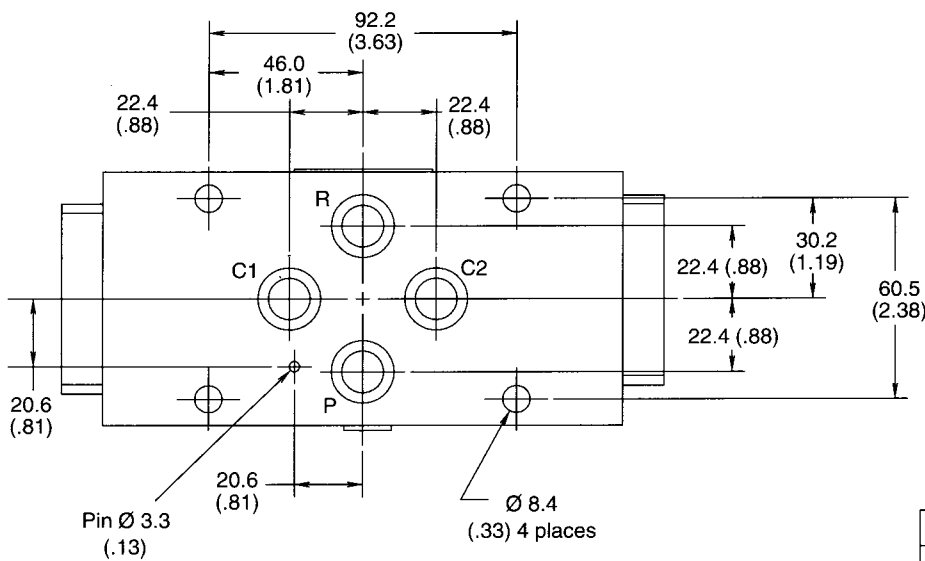 92.2
(3.63)
46.0
(1.81)
22.4
(.88)
22.4
(.88)
R
C1
C2
P
22.4 (.88)
22.4 (.88)
30.2
(1.19)
60.5
(2.38)
20.6
(.81)
20.6
(.81)
Pin Ø 3.3
(.13)
Ø 8.4
(.33) 4 places